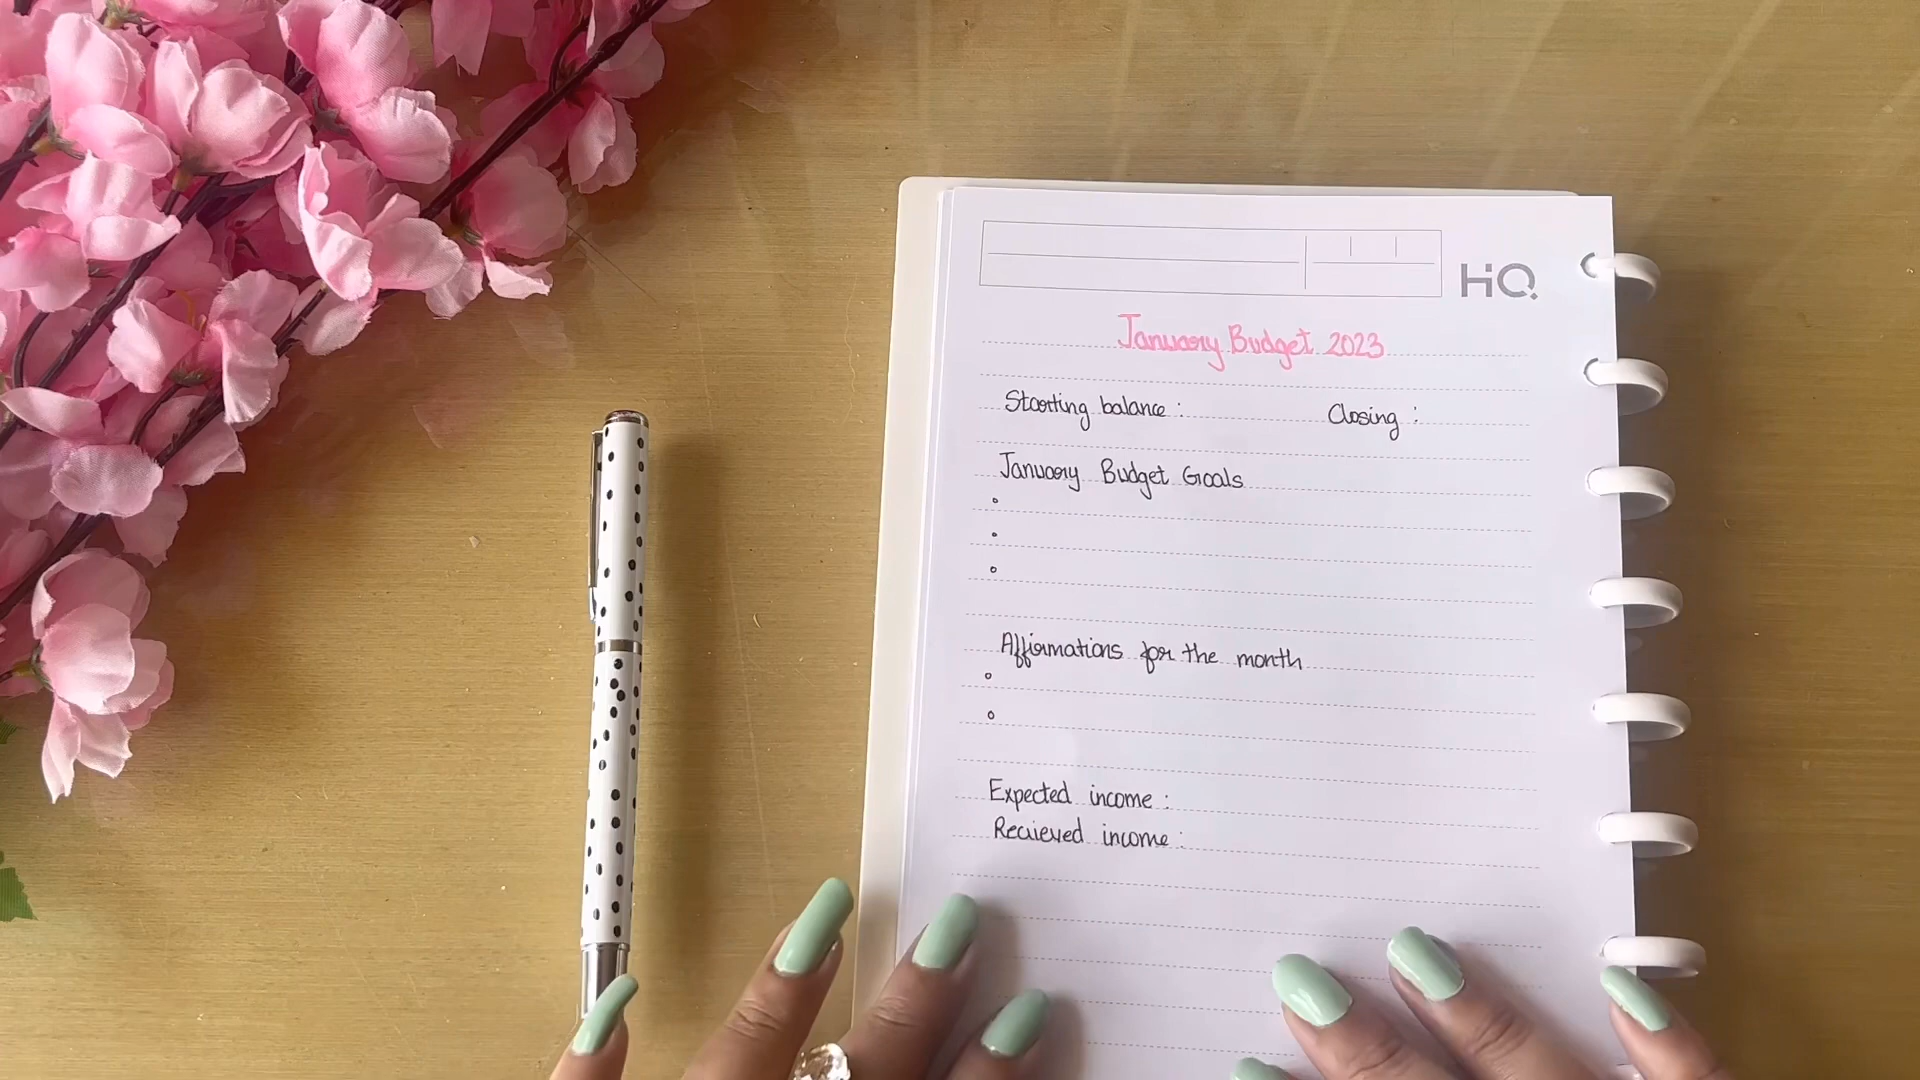 HQ
January Budget 2023
Starting balance : Closing :
January Budget Goals
Affirmations for the month
Expected income :
Recieved income :